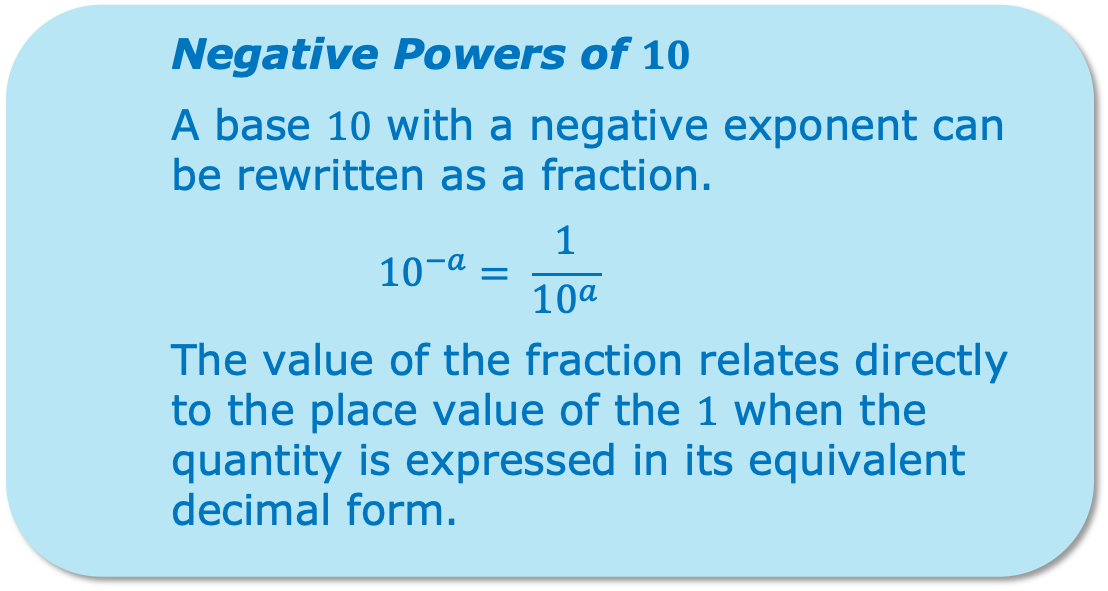 Negative Powers of 10
A base 10 with a negative exponent can
be rewritten as a fraction.
10⁻ᵃ = 1/10ᵃ
The value of the fraction relates directly
to the place value of the 1 when the
quantity is expressed in its equivalent
decimal form.